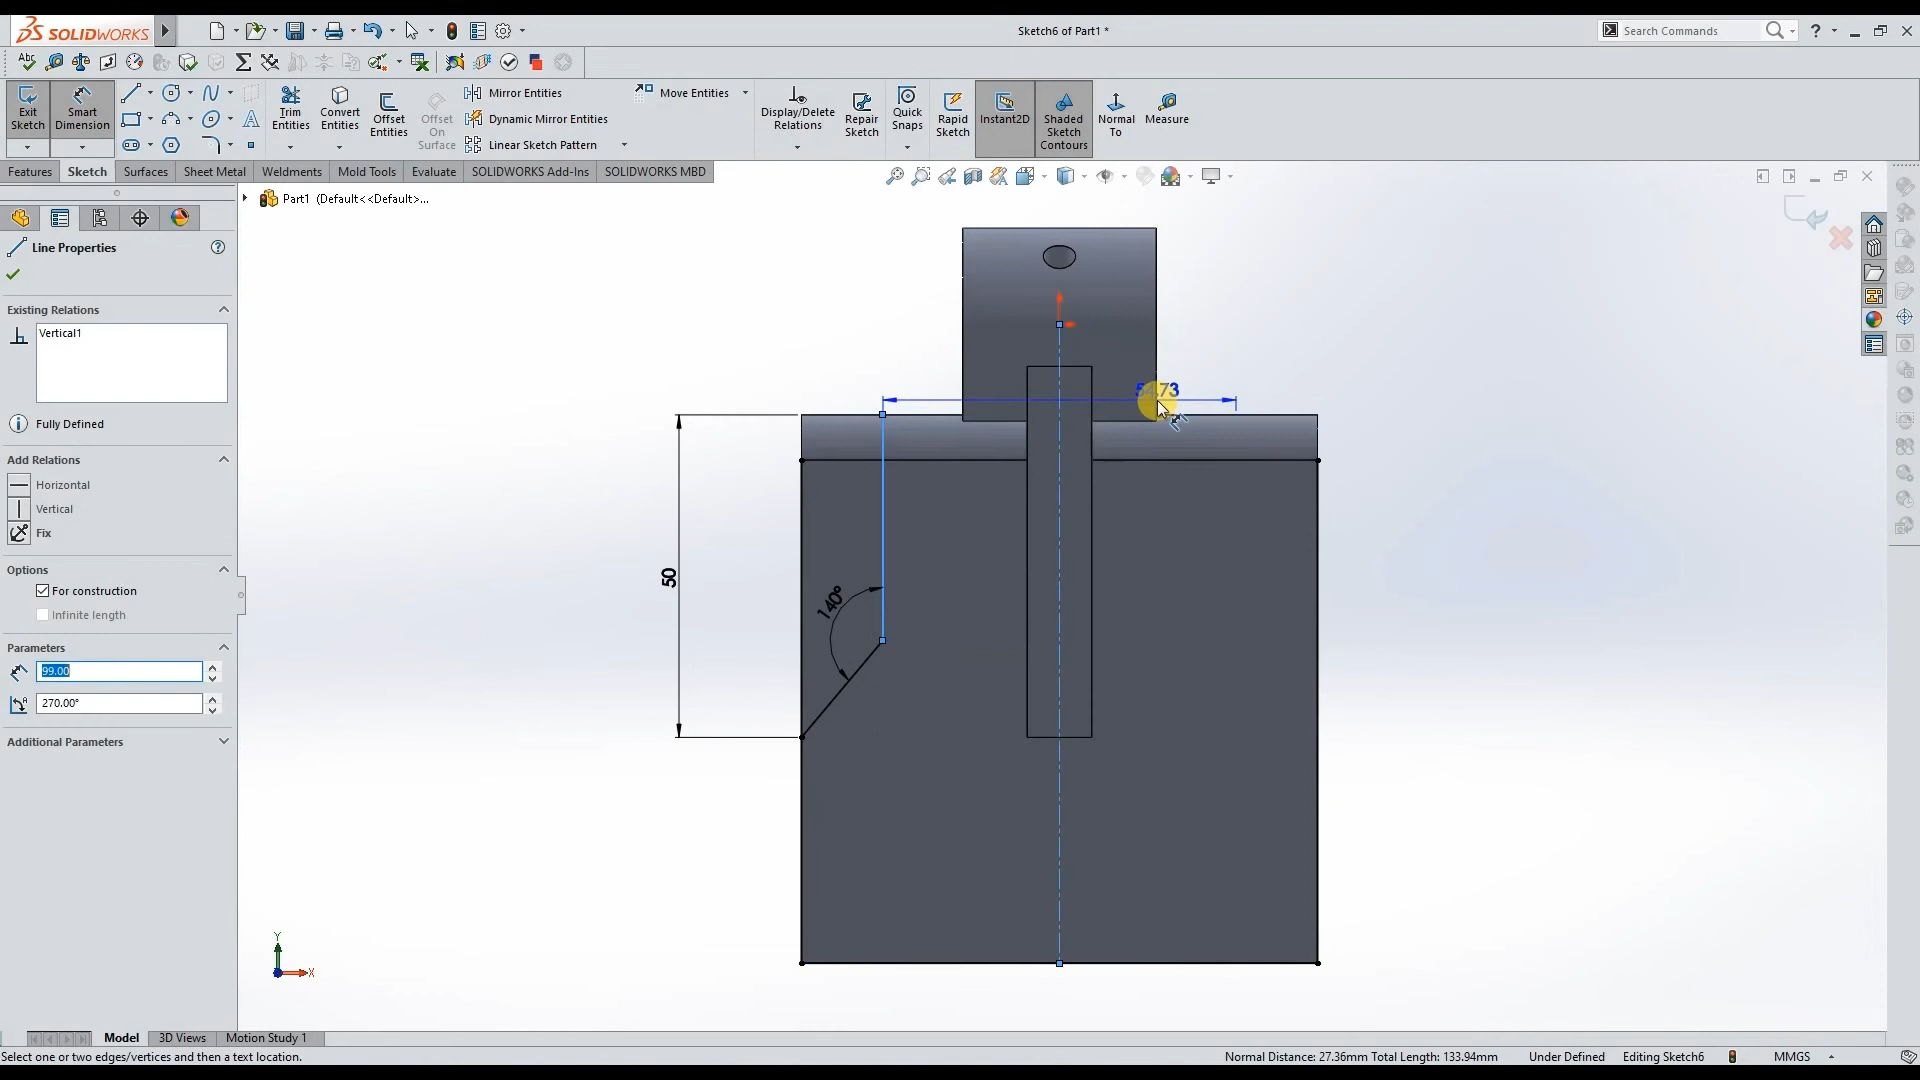 SOLIDWORKS
Sketch6 of Part1 *
Search Commands
Exit Sketch
Smart Dimension
Trim Entities
Convert Entities
Offset Entities
Offset On Surface
Mirror Entities
Dynamic Mirror Entities
Linear Sketch Pattern
Move Entities
Display/Delete Relations
Repair Sketch
Quick Snaps
Rapid Sketch
Instant2D
Shaded Sketch Contours
Normal To
Measure
Features
Sketch
Surfaces
Sheet Metal
Weldments
Mold Tools
Evaluate
SOLIDWORKS Add-Ins
SOLIDWORKS MBD
Part1 (Default<<Default>...
Line Properties
Existing Relations
Vertical1
Fully Defined
Add Relations
Horizontal
Vertical
Fix
Options
For construction
Infinite length
Parameters
99.00
270.00°
Additional Parameters
50
140°
Y
X
Model
3D Views
Motion Study 1
Select one or two edges/vertices and then a text location.
Normal Distance: 27.36mm Total Length: 133.94mm
Under Defined
Editing Sketch6
MMGS